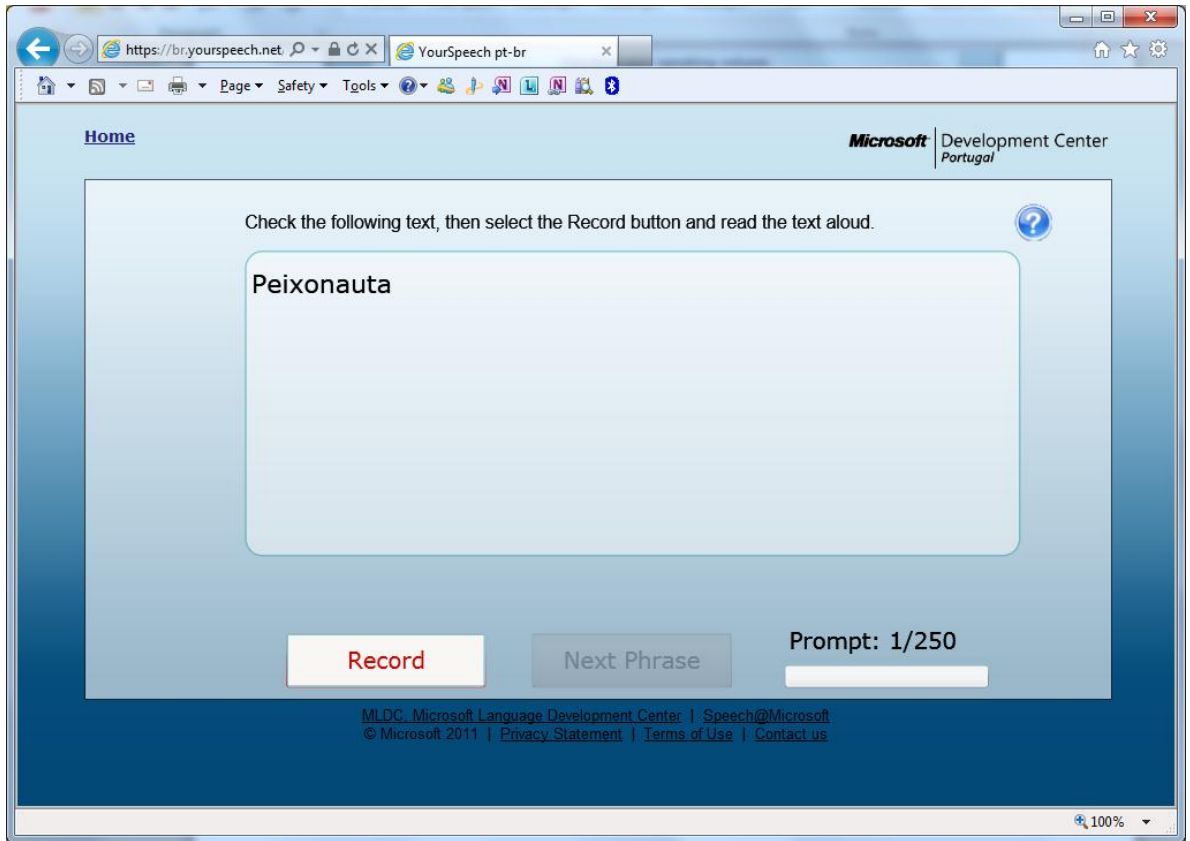 https://br.yourspeech.net
YourSpeech pt-br
Page Safety Tools
Home
Microsoft Development Center
Portugal
Check the following text, then select the Record button and read the text aloud.
Peixonauta
Record
Next Phrase
Prompt: 1/250
MLDC, Microsoft Language Development Center | Speech@Microsoft
© Microsoft 2011 | Privacy Statement | Terms of Use | Contact us
100%